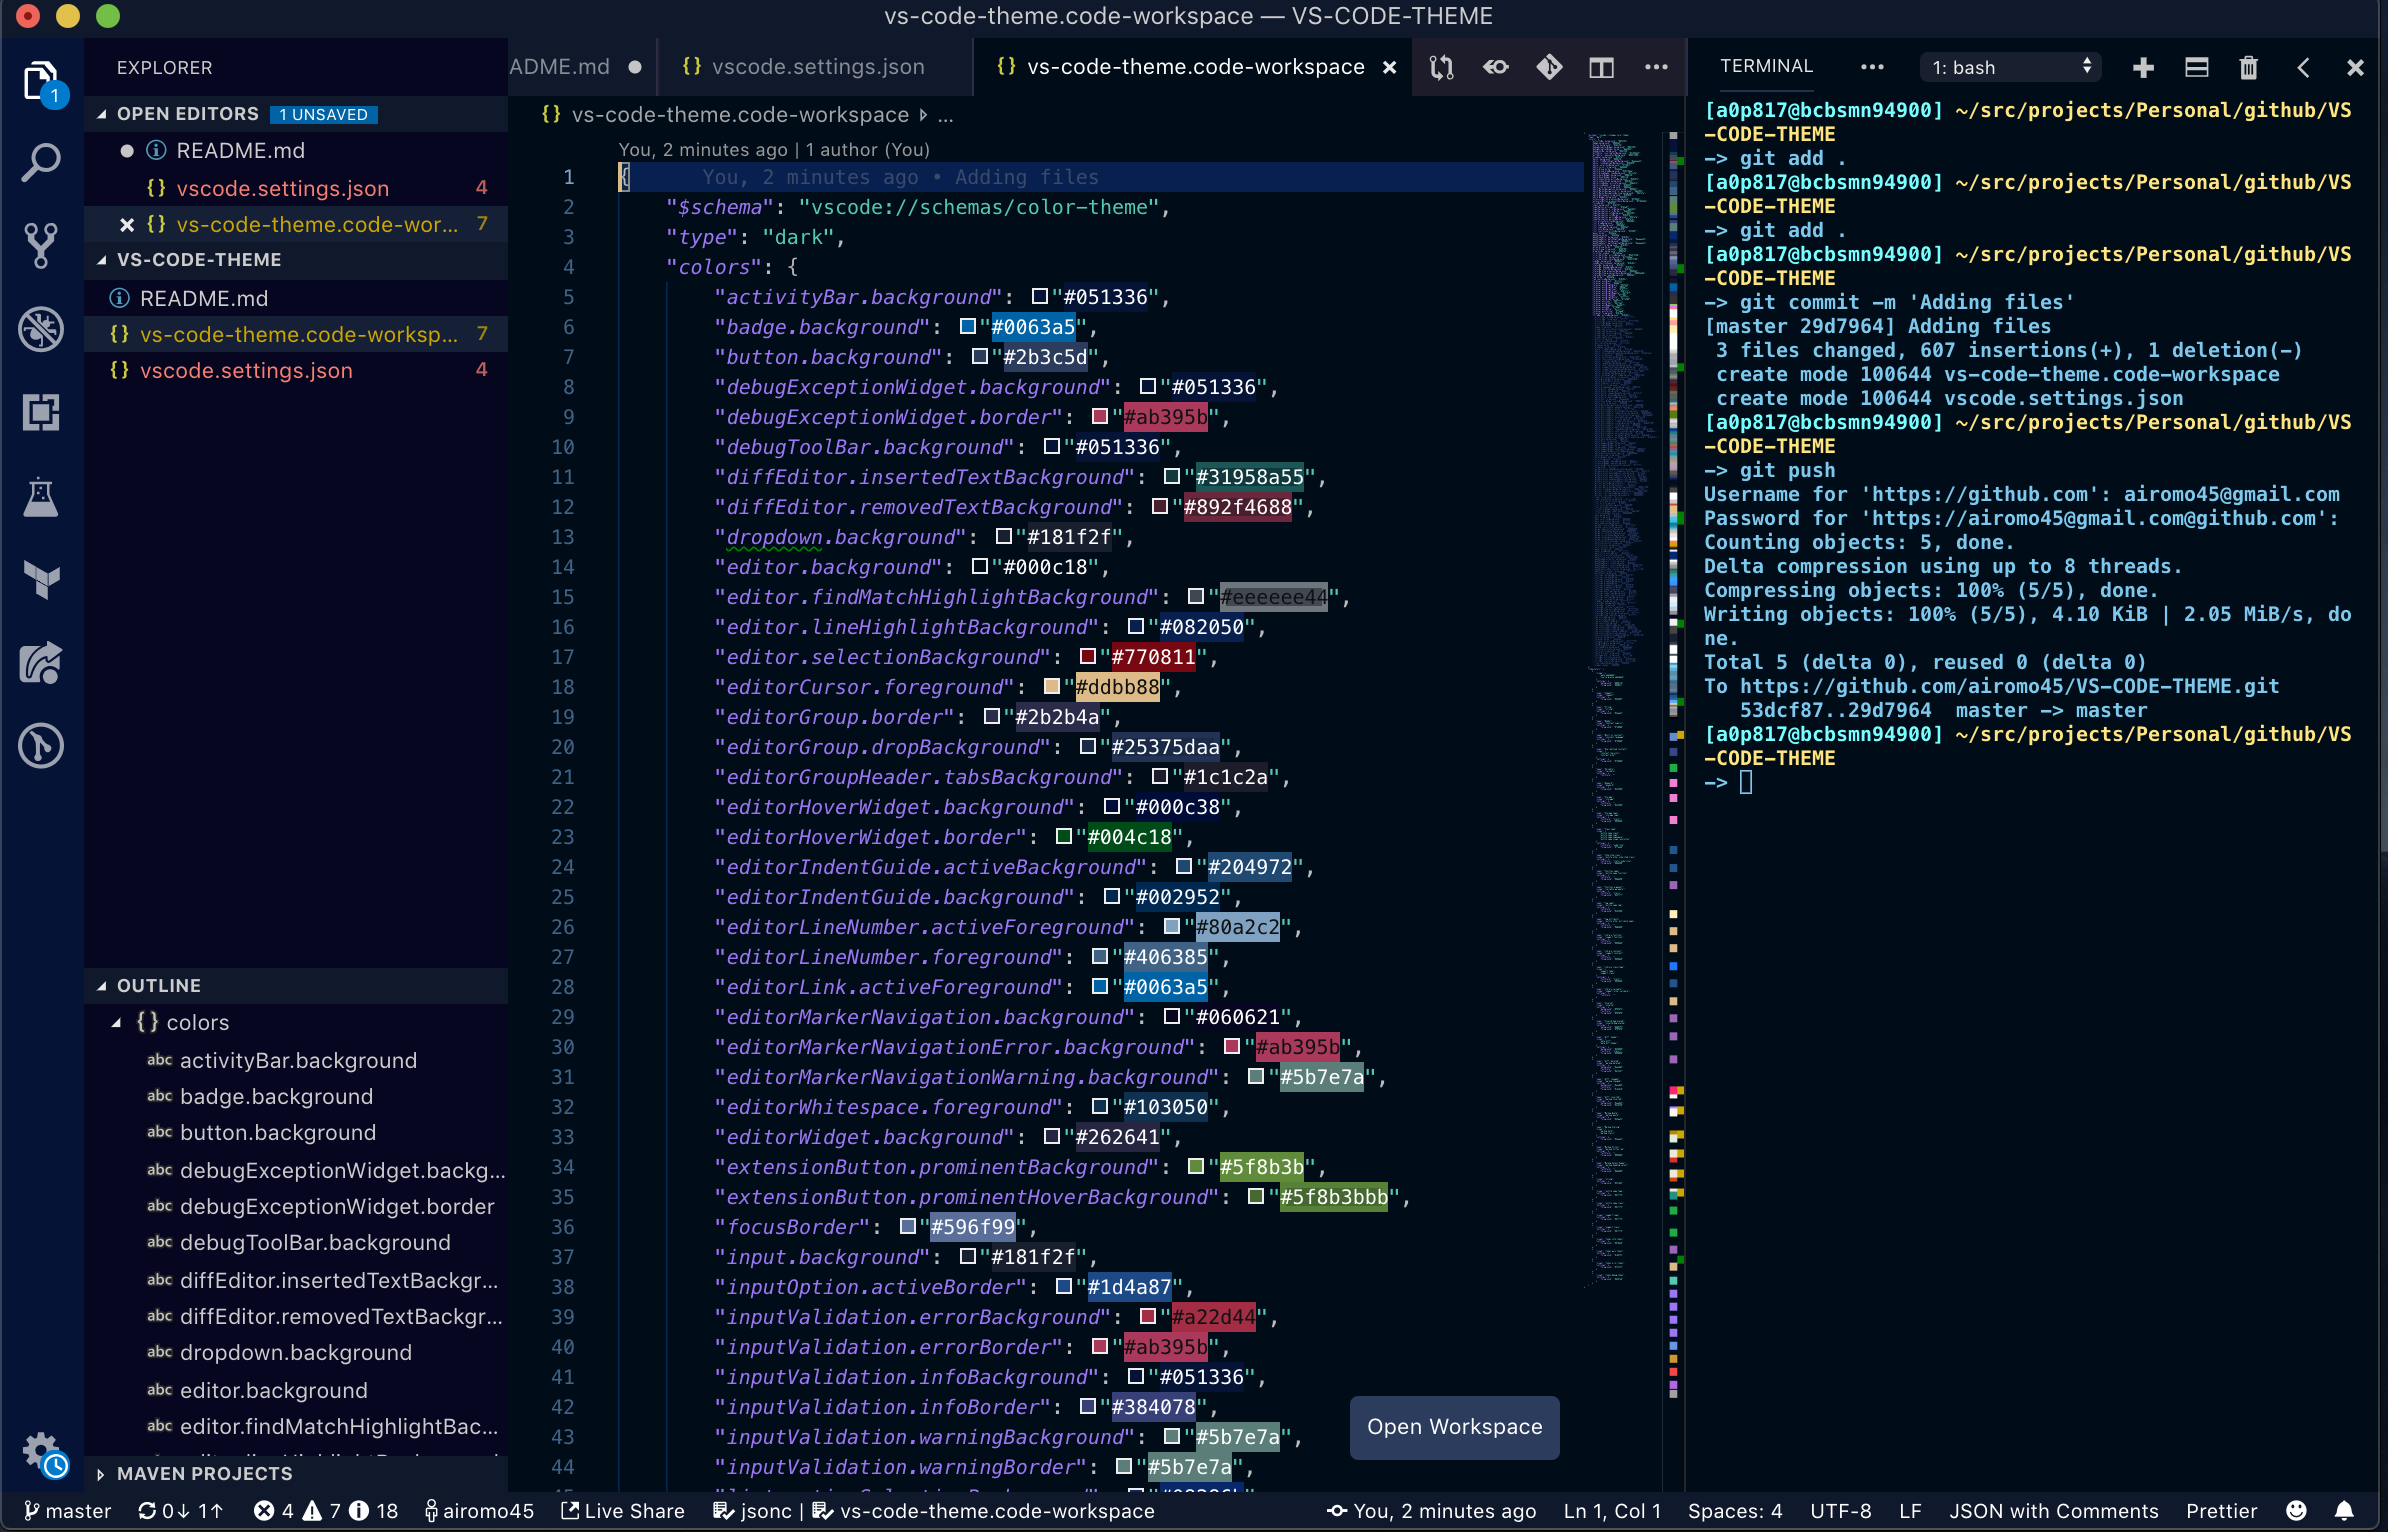 vs-code-theme.code-workspace — VS-CODE-THEME
EXPLORER
OPEN EDITORS 1 UNSAVED
README.md
{} vscode.settings.json 4
{} vs-code-theme.code-wor... 7
VS-CODE-THEME
README.md
{} vs-code-theme.code-worksp... 7
{} vscode.settings.json 4
1
OUTLINE
{} colors
abc activityBar.background
abc badge.background
abc button.background
abc debugExceptionWidget.backg...
abc debugExceptionWidget.border
abc debugToolBar.background
abc diffEditor.insertedTextBackgr...
abc diffEditor.removedTextBackgr...
abc dropdown.background
abc editor.background
abc editor.findMatchHighlightBac...
MAVEN PROJECTS
ADME.md ● {} vscode.settings.json {} vs-code-theme.code-workspace ×
{} vs-code-theme.code-workspace ▸ ...
You, 2 minutes ago | 1 author (You)
1 { You, 2 minutes ago • Adding files
2 "$schema": "vscode://schemas/color-theme",
3 "type": "dark",
4 "colors": {
5 "activityBar.background": "#051336",
6 "badge.background": "#0063a5",
7 "button.background": "#2b3c5d",
8 "debugExceptionWidget.background": "#051336",
9 "debugExceptionWidget.border": "#ab395b",
10 "debugToolBar.background": "#051336",
11 "diffEditor.insertedTextBackground": "#31958a55",
12 "diffEditor.removedTextBackground": "#892f4688",
13 "dropdown.background": "#181f2f",
14 "editor.background": "#000c18",
15 "editor.findMatchHighlightBackground": "#eeeeee44",
16 "editor.lineHighlightBackground": "#082050",
17 "editor.selectionBackground": "#770811",
18 "editorCursor.foreground": "#ddbb88",
19 "editorGroup.border": "#2b2b4a",
20 "editorGroup.dropBackground": "#25375daa",
21 "editorGroupHeader.tabsBackground": "#1c1c2a",
22 "editorHoverWidget.background": "#000c38",
23 "editorHoverWidget.border": "#004c18",
24 "editorIndentGuide.activeBackground": "#204972",
25 "editorIndentGuide.background": "#002952",
26 "editorLineNumber.activeForeground": "#80a2c2",
27 "editorLineNumber.foreground": "#406385",
28 "editorLink.activeForeground": "#0063a5",
29 "editorMarkerNavigation.background": "#060621",
30 "editorMarkerNavigationError.background": "#ab395b",
31 "editorMarkerNavigationWarning.background": "#5b7e7a",
32 "editorWhitespace.foreground": "#103050",
33 "editorWidget.background": "#262641",
34 "extensionButton.prominentBackground": "#5f8b3b",
35 "extensionButton.prominentHoverBackground": "#5f8b3bbb",
36 "focusBorder": "#596f99",
37 "input.background": "#181f2f",
38 "inputOption.activeBorder": "#1d4a87",
39 "inputValidation.errorBackground": "#a22d44",
40 "inputValidation.errorBorder": "#ab395b",
41 "inputValidation.infoBackground": "#051336",
42 "inputValidation.infoBorder": "#384078",
43 "inputValidation.warningBackground": "#5b7e7a",
44 "inputValidation.warningBorder": "#5b7e7a",
Open Workspace
TERMINAL ... 1: bash
[a0p817@bcbsmn94900] ~/src/projects/Personal/github/VS
-CODE-THEME
-> git add .
[a0p817@bcbsmn94900] ~/src/projects/Personal/github/VS
-CODE-THEME
-> git add .
[a0p817@bcbsmn94900] ~/src/projects/Personal/github/VS
-CODE-THEME
-> git commit -m 'Adding files'
[master 29d7964] Adding files
3 files changed, 607 insertions(+), 1 deletion(-)
create mode 100644 vs-code-theme.code-workspace
create mode 100644 vscode.settings.json
[a0p817@bcbsmn94900] ~/src/projects/Personal/github/VS
-CODE-THEME
-> git push
Username for 'https://github.com': airomo45@gmail.com
Password for 'https://airomo45@gmail.com@github.com':
Counting objects: 5, done.
Delta compression using up to 8 threads.
Compressing objects: 100% (5/5), done.
Writing objects: 100% (5/5), 4.10 KiB | 2.05 MiB/s, do
ne.
Total 5 (delta 0), reused 0 (delta 0)
To https://github.com/airomo45/VS-CODE-THEME.git
53dcf87..29d7964 master -> master
[a0p817@bcbsmn94900] ~/src/projects/Personal/github/VS
-CODE-THEME
->
master 0↓ 1↑ 4 7 18 airomo45 Live Share jsonc | vs-code-theme.code-workspace You, 2 minutes ago Ln 1, Col 1 Spaces: 4 UTF-8 LF JSON with Comments Prettier